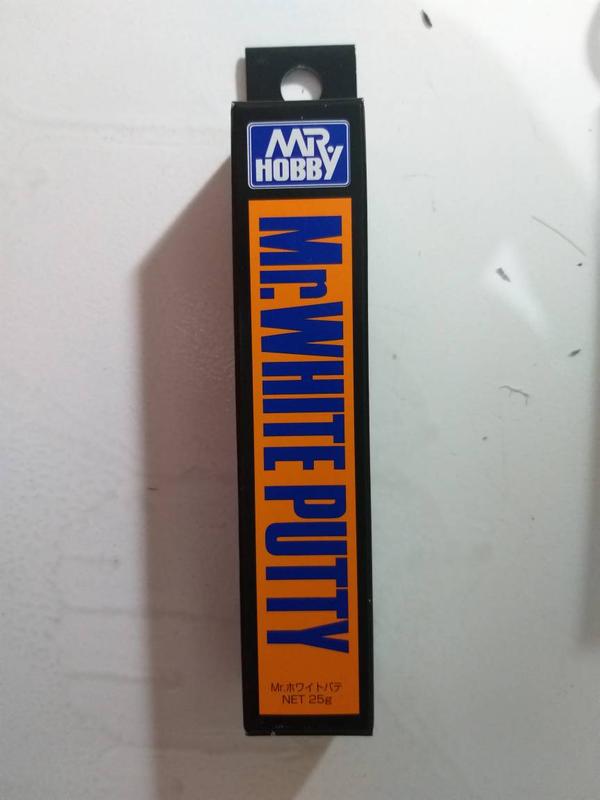 MR.
HOBBY
Mr.WHITE PUTTY
Mr.ホワイトパテ
NET 25g